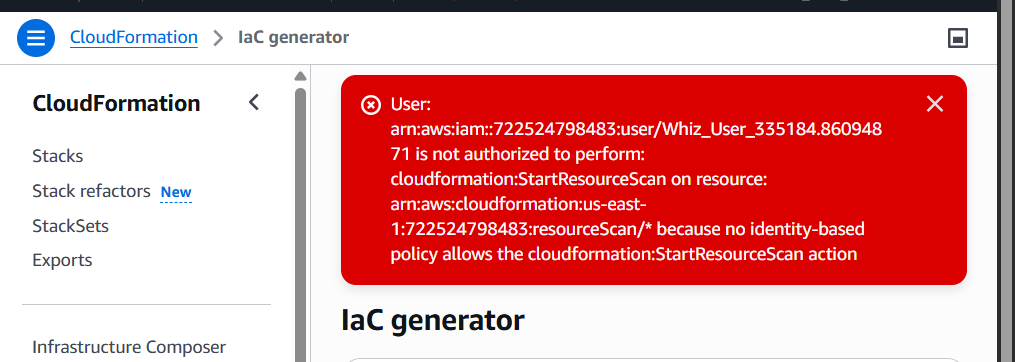 CloudFormation > IaC generator
CloudFormation
Stacks
Stack refactors New
StackSets
Exports
Infrastructure Composer
User:
arn:aws:iam::722524798483:user/Whiz_User_335184.860948
71 is not authorized to perform:
cloudformation:StartResourceScan on resource:
arn:aws:cloudformation:us-east-
1:722524798483:resourceScan/* because no identity-based
policy allows the cloudformation:StartResourceScan action
IaC generator